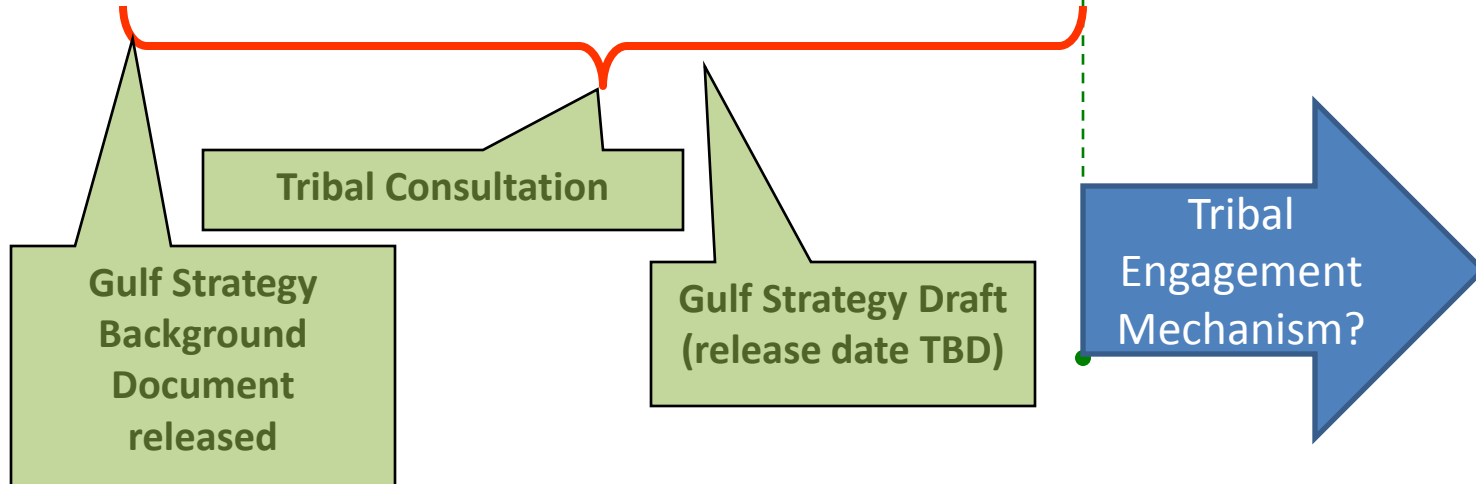 Tribal Consultation
Gulf Strategy
Background
Document
released
Gulf Strategy Draft
(release date TBD)
Tribal
Engagement
Mechanism?